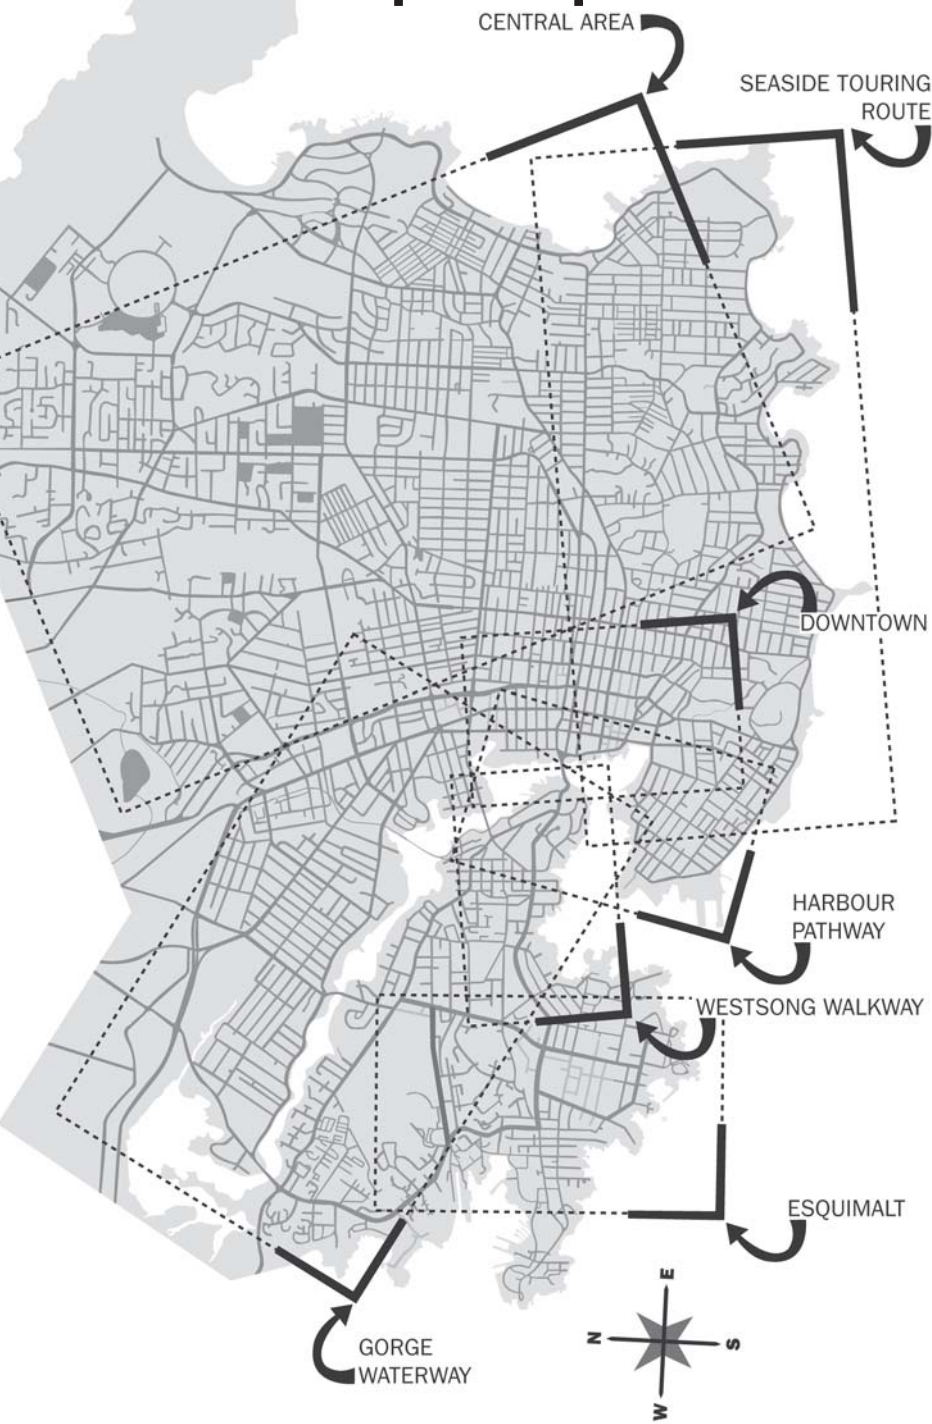 CENTRAL AREA
SEASIDE TOURING
ROUTE
DOWNTOWN
HARBOUR
PATHWAY
WESTSONG WALKWAY
ESQUIMALT
E
N
S
W
GORGE
WATERWAY